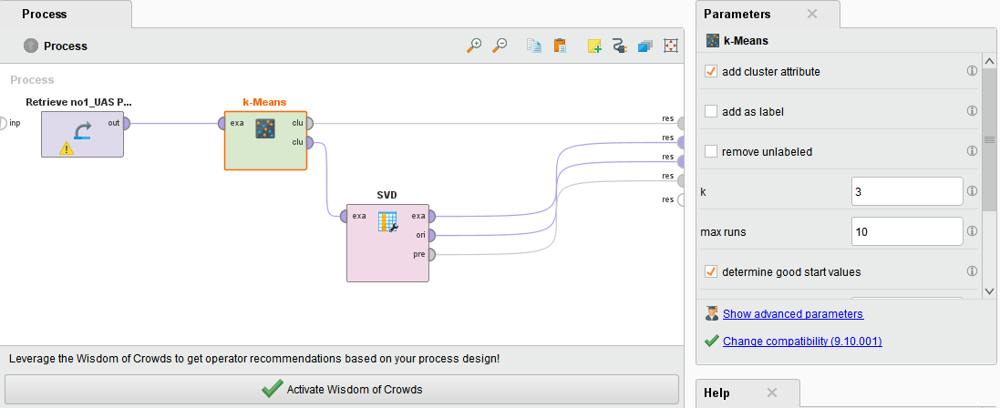 Process
Process
Process
Retrieve no1_UAS P...
inp
out
k-Means
exa
clu
clu
SVD
exa
exa
ori
pre
res
res
res
res
res
Leverage the Wisdom of Crowds to get operator recommendations based on your process design!
Activate Wisdom of Crowds
Parameters
k-Means
add cluster attribute
add as label
remove unlabeled
k
3
max runs
10
determine good start values
Show advanced parameters
Change compatibility (9.10.001)
Help